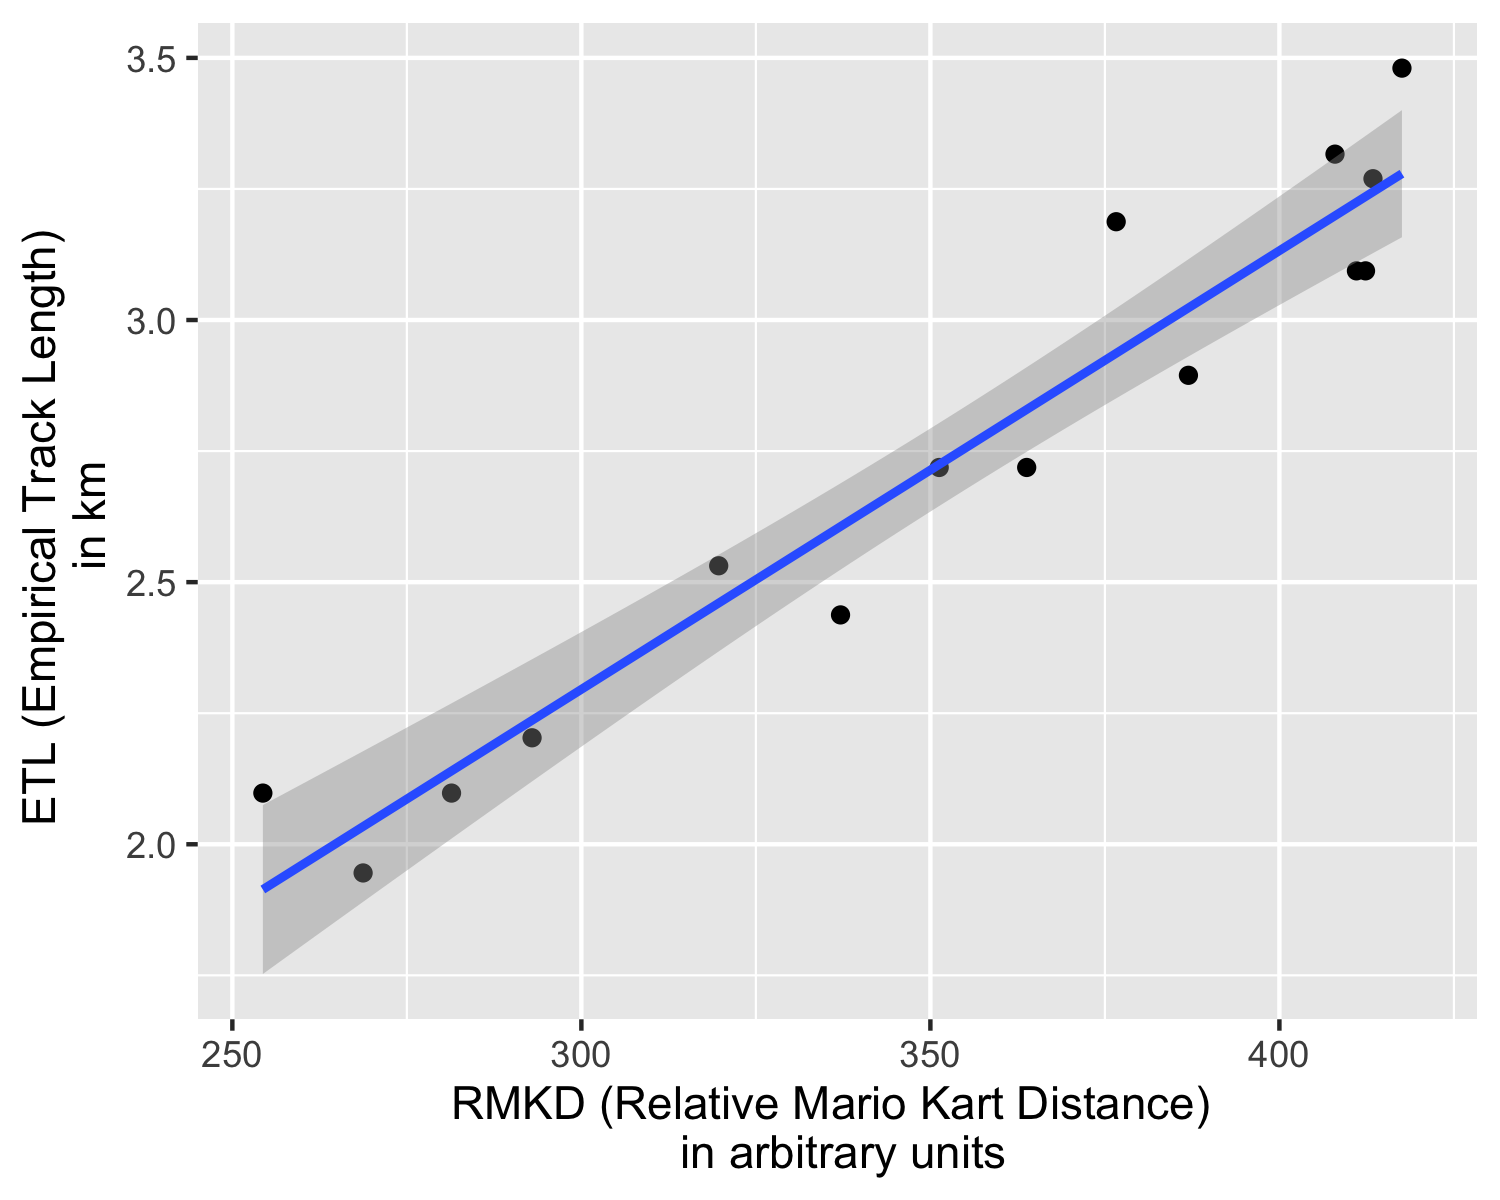 3.5
3.0
2.5
2.0
ETL (Empirical Track Length)
in km
250 300 350 400
RMKD (Relative Mario Kart Distance)
in arbitrary units